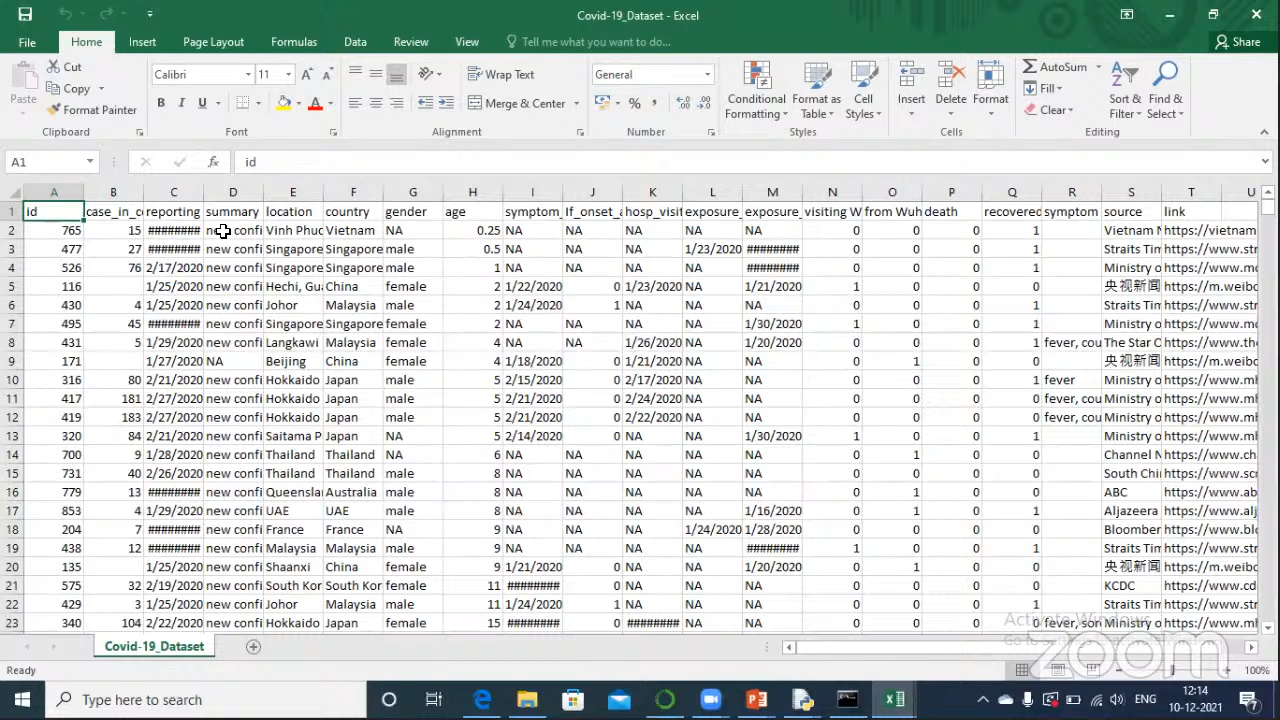 Covid-19_Dataset - Excel
File Home Insert Page Layout Formulas Data Review View Tell me what you want to do... Share
Paste Cut Copy Format Painter Clipboard
Calibri 11 B I U A Font
Wrap Text Merge & Center Alignment
General % Number
Conditional Formatting Format as Table Cell Styles Styles
Insert Delete Format Cells
AutoSum Fill Clear Sort & Filter Find & Select Editing
A1 fx id
A B C D E F G H I J K L M N O P Q R S T U
1 id case_in_c reporting summary location country gender age symptom_ If_onset_a hosp_visit exposure_ exposure_ visiting W from Wuh death recovered symptom source link
2 765 15 ######## new confi Vinh Phuc Vietnam NA 0.25 NA NA NA NA NA 0 0 0 1 Vietnam N https://vietnam
3 477 27 ######## new confi Singapore Singapore male 0.5 NA NA NA 1/23/2020 ######## 0 0 0 1 Straits Tim https://www.str
4 526 76 2/17/2020 new confi Singapore Singapore male 1 NA NA NA NA ######## 0 0 0 1 Ministry o https://www.mo
5 116 1/25/2020 new confi Hechi, Gua China female 2 1/22/2020 0 1/23/2020 NA 1/21/2020 1 0 0 0 央视新闻 https://m.weibo
6 430 4 1/25/2020 new confi Johor Malaysia male 2 1/24/2020 1 NA NA NA 0 0 0 1 Straits Tim https://www.str
7 495 45 ######## new confi Singapore Singapore female 2 NA NA NA NA 1/30/2020 1 0 0 1 Ministry o https://www.mo
8 431 5 1/29/2020 new confi Langkawi Malaysia female 4 NA NA 1/26/2020 NA 1/20/2020 0 0 0 1 fever, cou The Star O https://www.the
9 171 1/27/2020 NA Beijing China female 4 1/18/2020 0 1/21/2020 NA NA 0 1 0 0 央视新闻 https://m.weibo
10 316 80 2/21/2020 new confi Hokkaido Japan male 5 2/15/2020 0 2/17/2020 NA NA 0 0 0 1 fever Ministry o https://www.mh
11 417 181 2/27/2020 new confi Hokkaido Japan male 5 2/21/2020 0 2/24/2020 NA NA 0 0 0 0 fever, cou Ministry o https://www.mh
12 419 183 2/27/2020 new confi Hokkaido Japan male 5 2/21/2020 0 2/22/2020 NA NA 0 0 0 0 fever, cou Ministry o https://www.mh
13 320 84 2/21/2020 new confi Saitama P Japan NA 5 2/14/2020 0 NA NA 1/30/2020 1 0 0 1 Ministry o https://www.mh
14 700 9 1/28/2020 new confi Thailand Thailand NA 6 NA NA NA NA NA 0 1 0 0 Channel N https://www.cha
15 731 40 2/26/2020 new confi Thailand Thailand male 8 NA NA NA NA NA 0 0 0 0 South Chi https://www.scm
16 779 13 ######## new confi Queenslan Australia male 8 NA NA NA NA NA 0 1 0 0 ABC https://www.ab
17 853 4 1/29/2020 new confi UAE UAE male 8 NA NA NA NA 1/16/2020 0 1 0 0 Aljazeera https://www.alj
18 204 7 ######## new confi France France NA 9 NA NA NA 1/24/2020 1/28/2020 0 0 0 0 Bloomber https://www.blo
19 438 12 ######## new confi Malaysia Malaysia male 9 NA NA NA NA ######## 1 0 0 1 Straits Tim https://www.str
20 135 1/25/2020 new confi Shaanxi China female 9 1/21/2020 0 NA NA 1/20/2020 0 1 0 0 央视新闻 https://m.weibo
21 575 32 2/19/2020 new confi South Kor South Kor female 11 ######## 0 NA NA NA 0 0 0 0 KCDC https://www.cd
22 429 3 1/25/2020 new confi Johor Malaysia male 11 1/24/2020 1 NA NA NA 0 0 0 1 Straits Tim https://www.str
23 340 104 2/22/2020 new confi Hokkaido Japan female 15 ######## 0 ######## NA NA 0 0 0 0 fever, sor Ministry o https://www.mh
Activate Windows
Covid-19_Dataset
zoom
Ready 100%
Type here to search ENG 12:14
10-12-2021